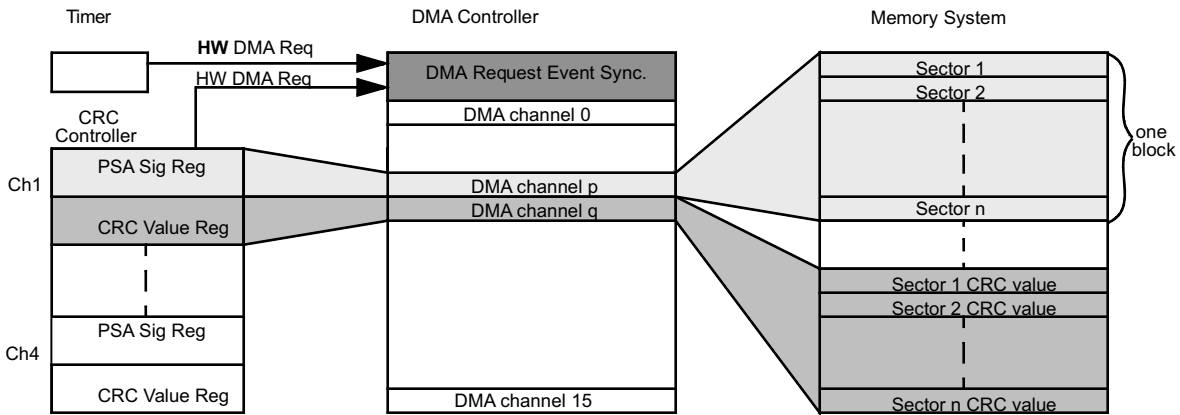 Timer
DMA Controller
Memory System
HW DMA Req
HW DMA Req
DMA Request Event Sync.
DMA channel 0
CRC
Controller
Ch1
PSA Sig Reg
CRC Value Reg
DMA channel p
DMA channel q
Sector 1
Sector 2
Sector n
one
block
Sector 1 CRC value
Sector 2 CRC value
Ch4
PSA Sig Reg
CRC Value Reg
DMA channel 15
Sector n CRC value